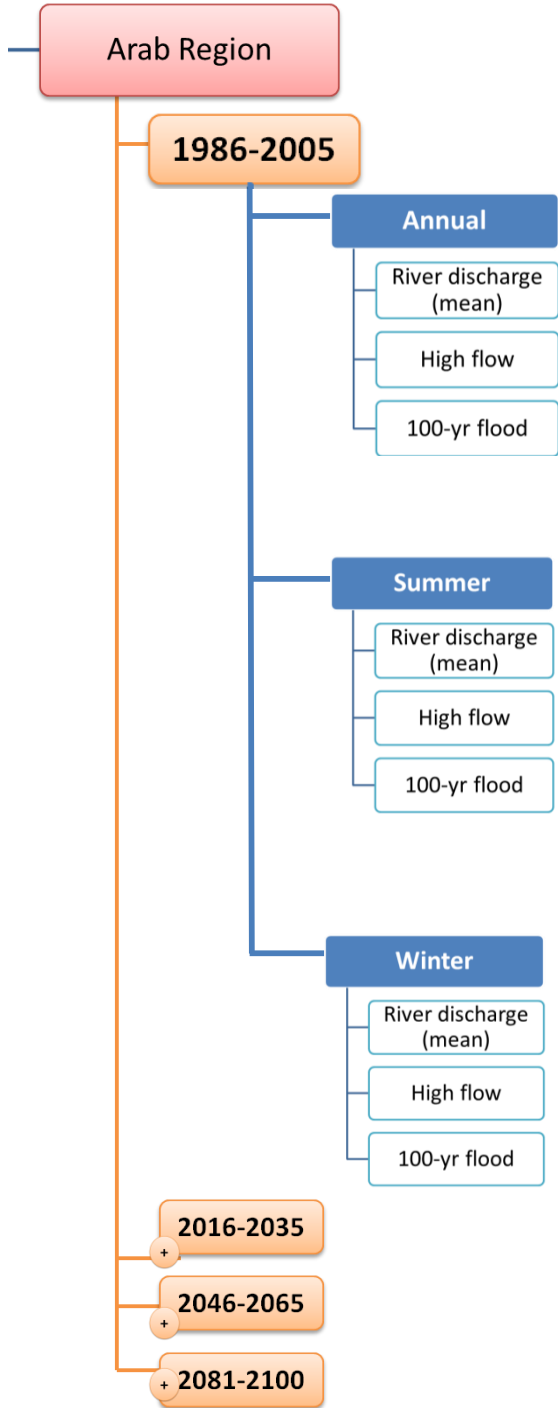 Arab Region
1986-2005
Annual
River discharge
(mean)
High flow
100-yr flood
Summer
River discharge
(mean)
High flow
100-yr flood
Winter
River discharge
(mean)
High flow
100-yr flood
2016-2035
+
2046-2065
+
2081-2100
+